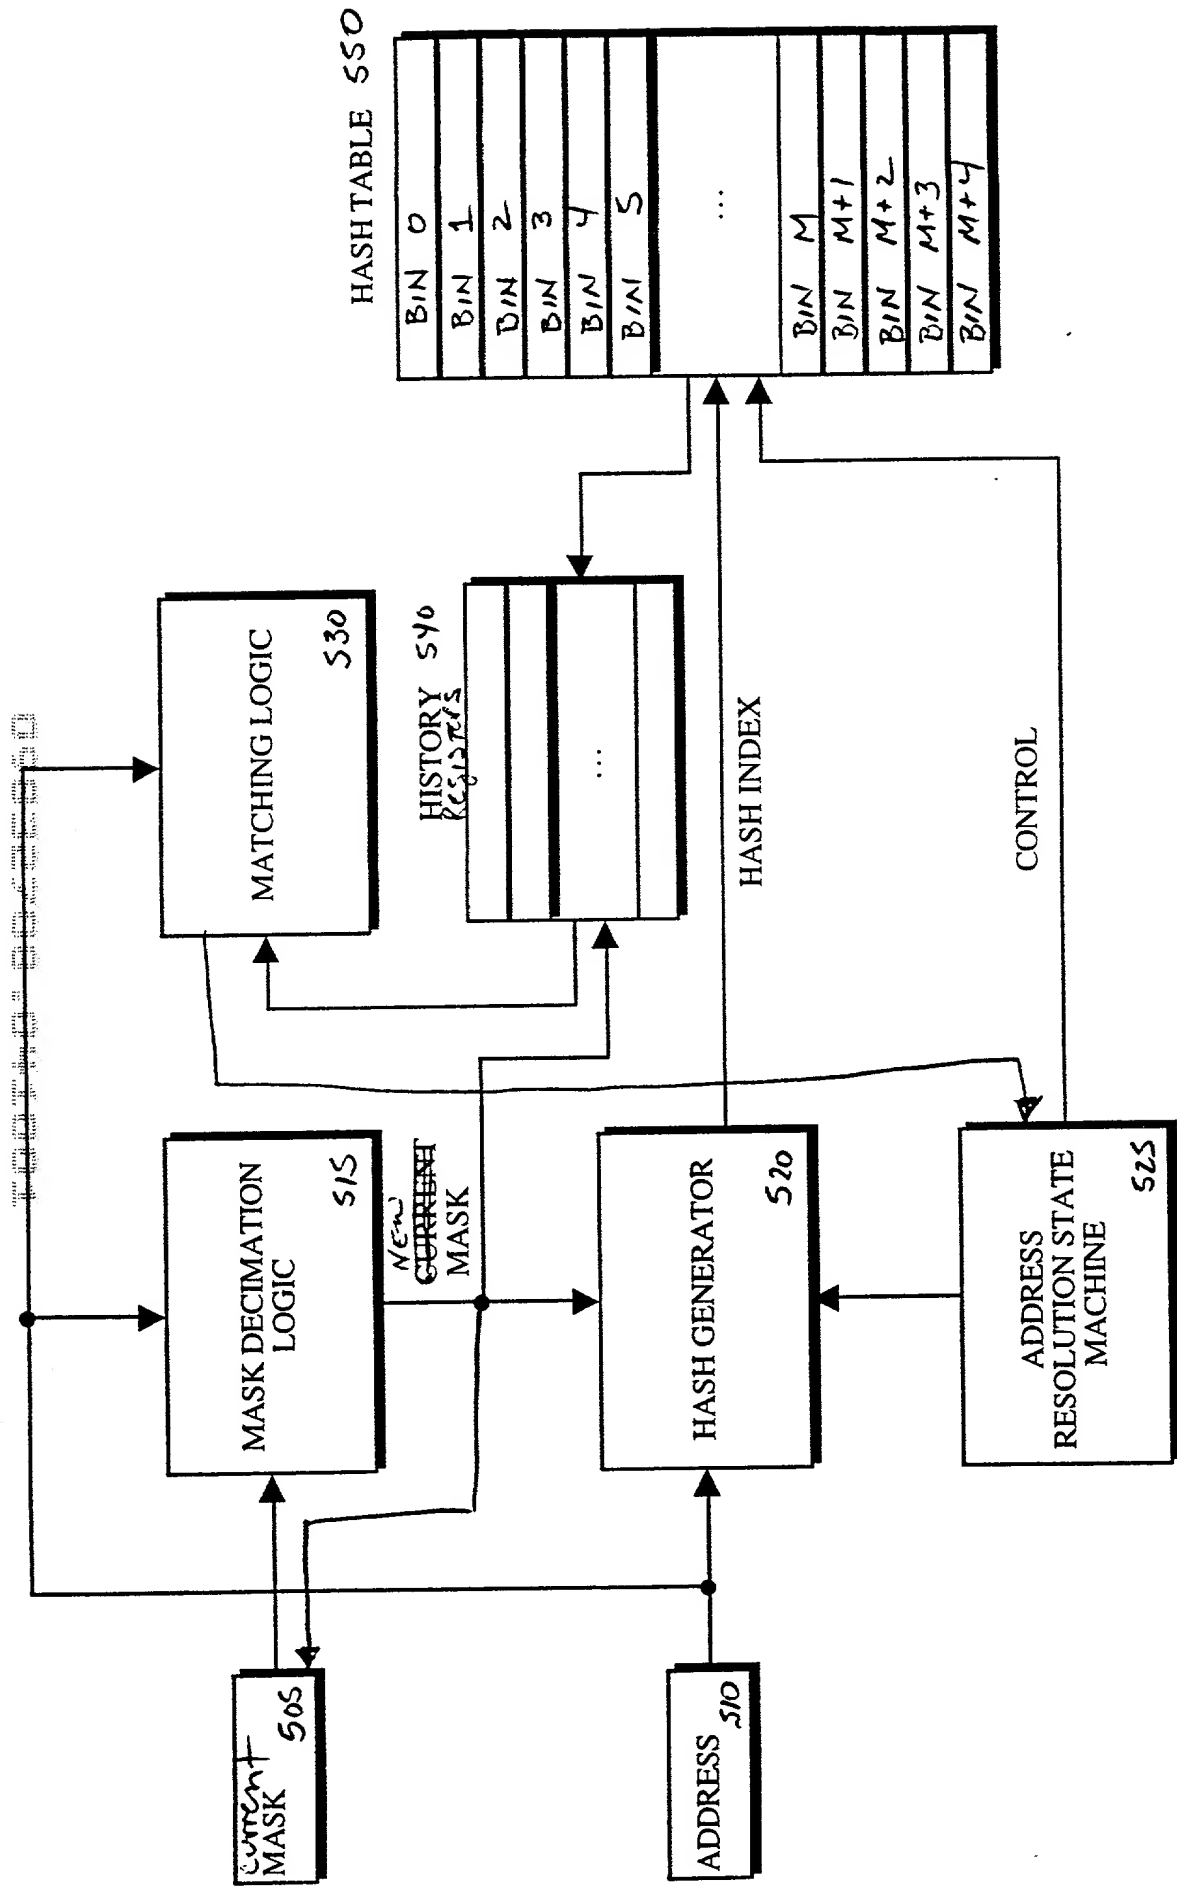 Current
MASK
505
ADDRESS
510
MASK DECIMATION
LOGIC
515
NEW
CURRENT
MASK
HASH GENERATOR
520
ADDRESS
RESOLUTION STATE
MACHINE
525
MATCHING LOGIC
530
HISTORY 540
Registers
...
HASH INDEX
CONTROL
HASH TABLE 550
BIN 0
BIN 1
BIN 2
BIN 3
BIN 4
BIN 5
...
BIN M
BIN M+1
BIN M+2
BIN M+3
BIN M+4